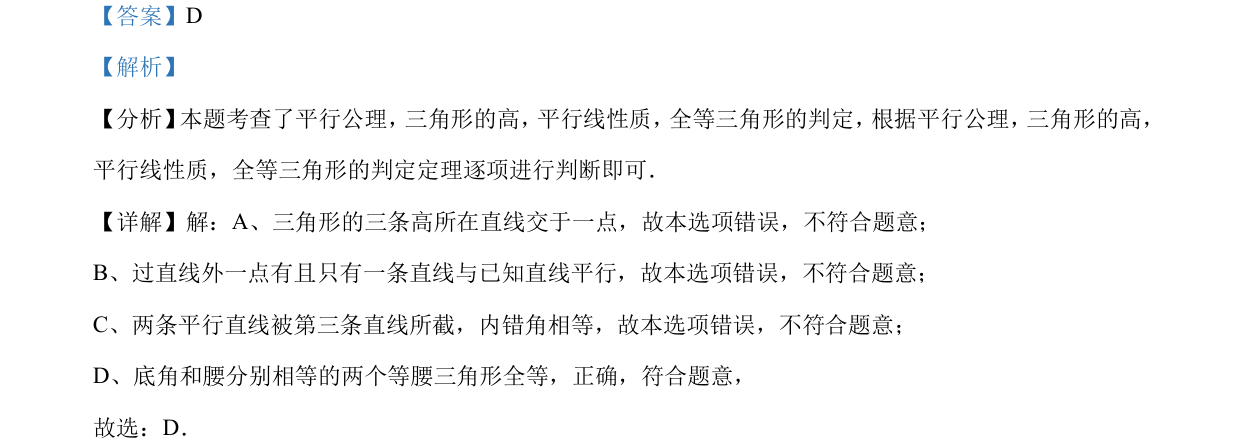 【答案】D
【解析】
【分析】本题考查了平行公理，三角形的高，平行线性质，全等三角形的判定，根据平行公理，三角形的高，
平行线性质，全等三角形的判定定理逐项进行判断即可．
【详解】解：A、三角形的三条高所在直线交于一点，故本选项错误，不符合题意；
B、过直线外一点有且只有一条直线与已知直线平行，故本选项错误，不符合题意；
C、两条平行直线被第三条直线所截，内错角相等，故本选项错误，不符合题意；
D、底角和腰分别相等的两个等腰三角形全等，正确，符合题意，
故选：D．